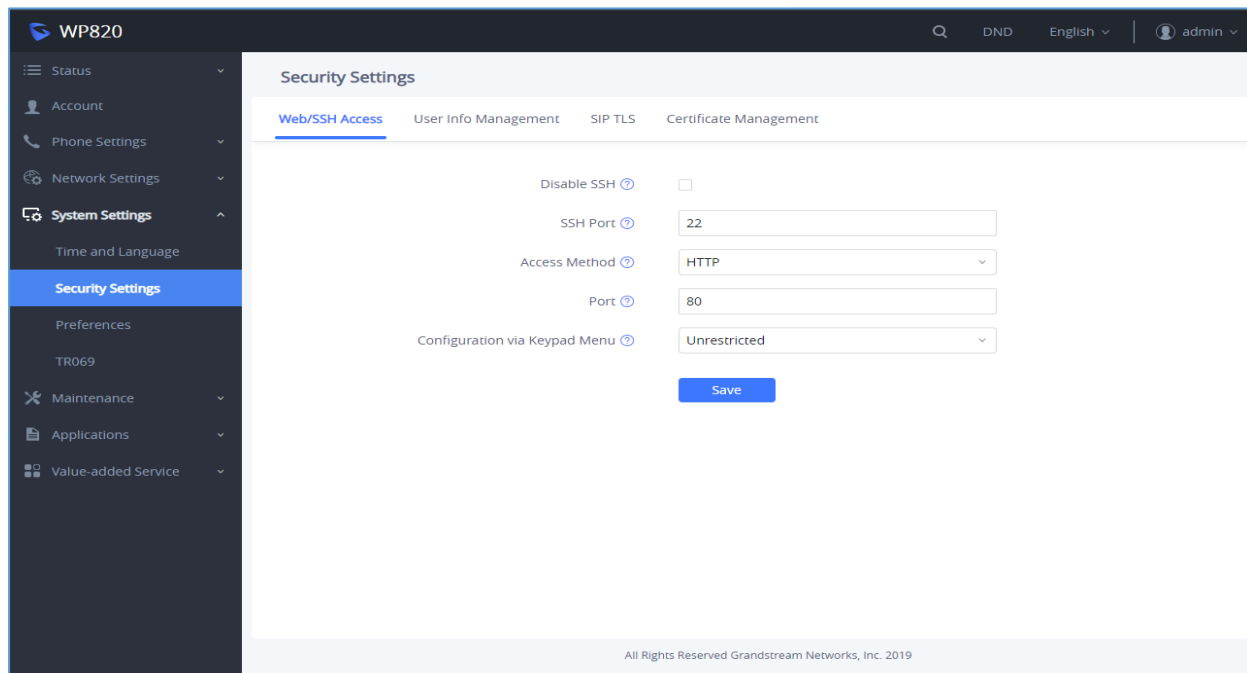 WP820
DND English admin
Status
Account
Phone Settings
Network Settings
System Settings
Time and Language
Security Settings
Preferences
TR069
Maintenance
Applications
Value-added Service
Security Settings
Web/SSH Access User Info Management SIP TLS Certificate Management
Disable SSH ?
SSH Port ? 22
Access Method ? HTTP
Port ? 80
Configuration via Keypad Menu ? Unrestricted
Save
All Rights Reserved Grandstream Networks, Inc. 2019